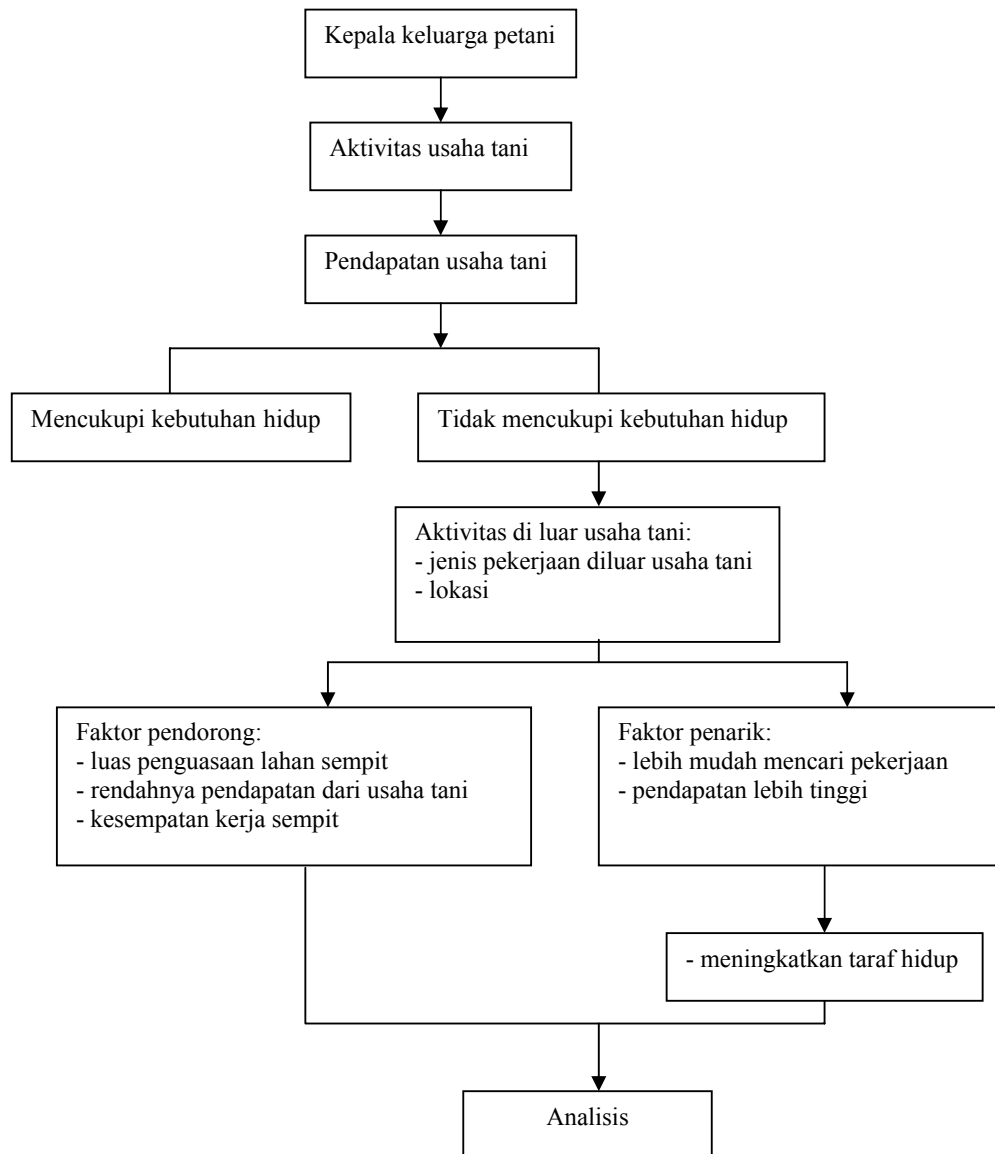 Kepala keluarga petani
Aktivitas usaha tani
Pendapatan usaha tani
Mencukupi kebutuhan hidup
Tidak mencukupi kebutuhan hidup
Aktivitas di luar usaha tani:
- jenis pekerjaan diluar usaha tani
- lokasi
Faktor pendorong:
- luas penguasaan lahan sempit
- rendahnya pendapatan dari usaha tani
- kesempatan kerja sempit
Faktor penarik:
- lebih mudah mencari pekerjaan
- pendapatan lebih tinggi
- meningkatkan taraf hidup
Analisis